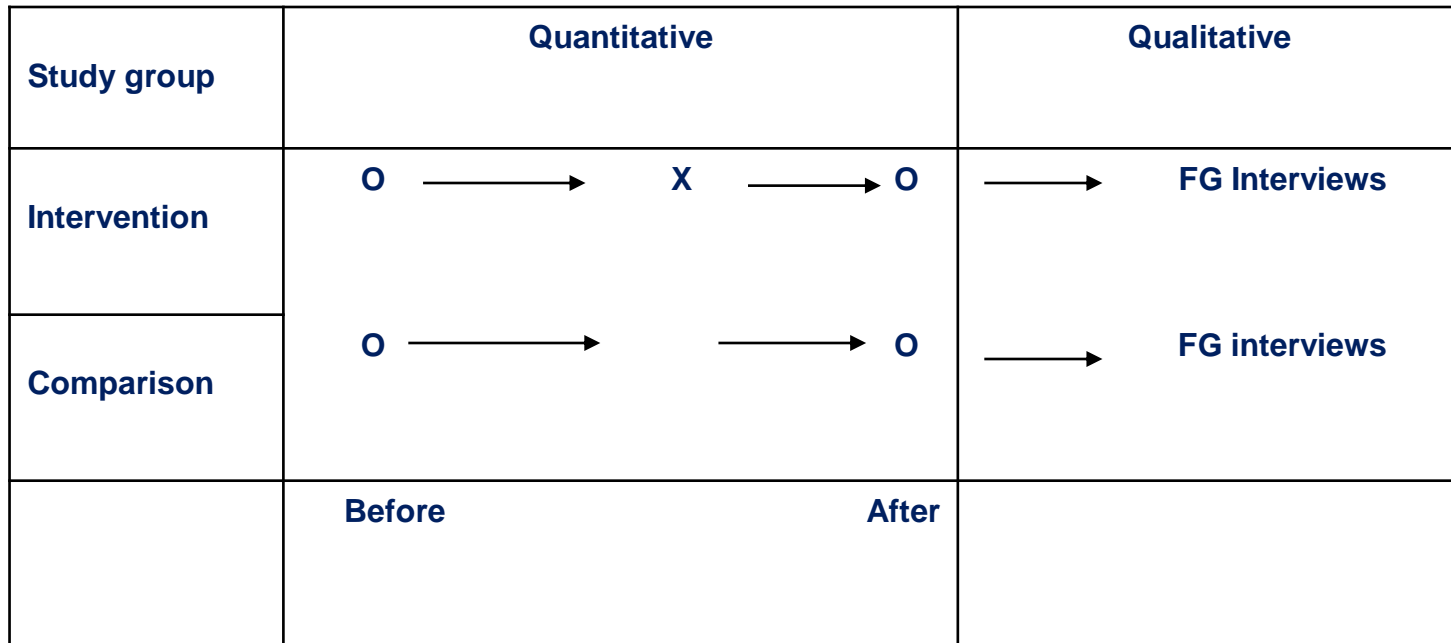 Study group
Quantitative
Qualitative
Intervention
O X O
FG Interviews
Comparison
O O
FG interviews
Before After